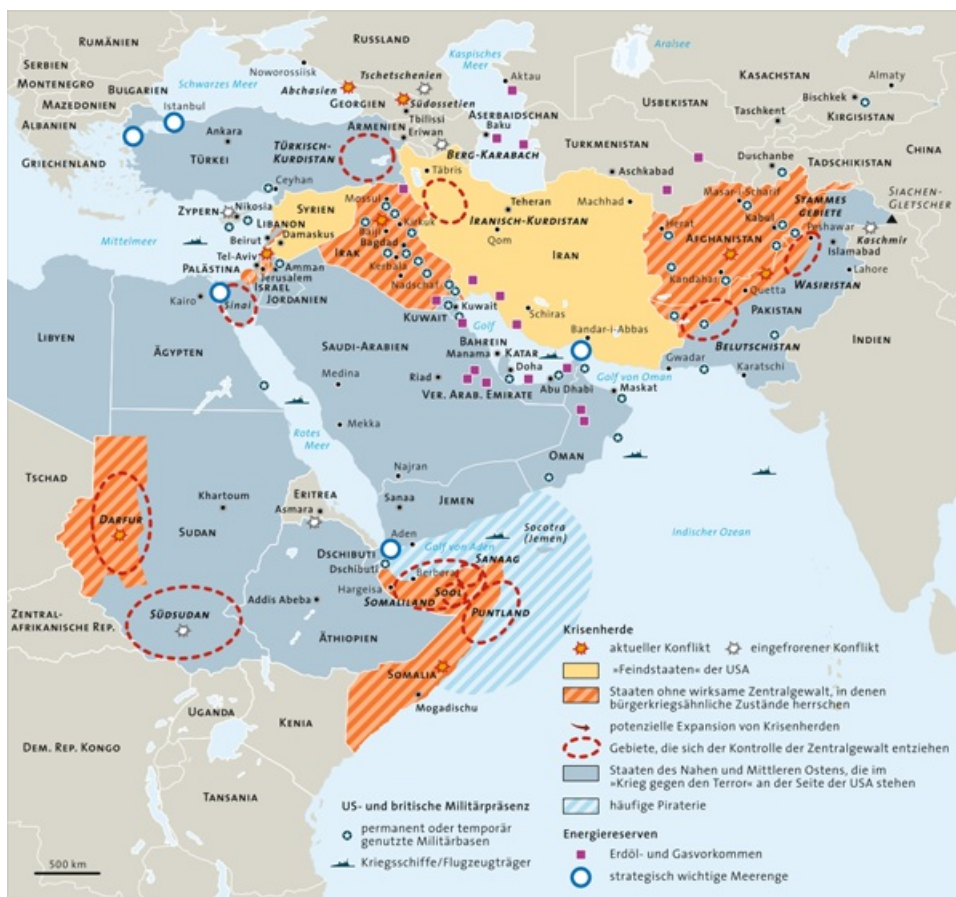 RUMÄNIEN
RUSSLAND
Kaspisches
Meer
Aralsee
SERBIEN
MONTENEGRO
MAZEDONIEN
BULGARIEN
ALBANIEN
GRIECHENLAND
Schwarzes Meer
Noworossiisk
Tschetschenien
Abchasien
GEORGIEN
Südossetien
Tbilissi
Aktau
KASACHSTAN
Almaty
Bischkek
KIRGISISTAN
Taschkent
USBEKISTAN
Istanbul
Ankara
TÜRKEI
TÜRKISCH-
KURDISTAN
ARMENIEN
Eriwan
ASERBAIDSCHAN
Baku
BERG-KARABACH
TURKMENISTAN
Aschkabad
Duschanbe
TADSCHIKISTAN
CHINA
Ceyhan
Täbris
Teheran
IRANISCH-KURDISTAN
Machhad
Masar-i-Scharif
STAMMES
GEBIETE
SIACHEN-
GLETSCHER
ZYPERN
Nikosia
LIBANON
Beirut
SYRIEN
Damaskus
Mossul
Kirkuk
Baiji
Bagdad
IRAK
Kerbala
Nadschaf
Qom
IRAN
Herat
AFGHANISTAN
Kabul
Peshawar
Islamabad
Kaschmir
Mittelmeer
Tel-Aviv
PALÄSTINA
Amman
Jerusalem
ISRAEL
JORDANIEN
Kandahar
Quetta
Lahore
WASIRISTAN
Kairo
Sinai
KUWAIT
Kuwait
Golf
Schiras
Bandar-i-Abbas
PAKISTAN
BELUTSCHISTAN
Gwadar
Karatschi
INDIEN
LIBYEN
ÄGYPTEN
SAUDI-ARABIEN
BAHREIN
Manama
KATAR
Doha
Medina
Riad
VER. ARAB. EMIRATE
Abu Dhabi
Golf von Oman
Maskat
Mekka
Rotes
Meer
OMAN
TSCHAD
Najran
Khartoum
ERITREA
Asmara
Sanaa
JEMEN
DARFUR
SUDAN
Aden
Socotra
(Jemen)
Indischer Ozean
DSCHIBUTI
Dschibuti
Golf von Aden
SANAAG
Berbera
Hargeisa
SOOL
SOMALILAND
PUNTLAND
ZENTRAL-
AFRIKANISCHE REP.
SÜDSUDAN
Addis Abeba
ÄTHIOPIEN
SOMALIA
Mogadischu
UGANDA
KENIA
DEM. REP. KONGO
TANSANIA
500 km
Krisenherde
aktueller Konflikt
eingefrorener Konflikt
»Feindstaaten« der USA
Staaten ohne wirksame Zentralgewalt, in denen
bürgerkriegsähnliche Zustände herrschen
potenzielle Expansion von Krisenherden
Gebiete, die sich der Kontrolle der Zentralgewalt entziehen
Staaten des Nahen und Mittleren Ostens, die im
»Krieg gegen den Terror« an der Seite der USA stehen
häufige Piraterie
US- und britische Militärpräsenz
permanent oder temporär
genutzte Militärbasen
Kriegsschiffe/Flugzeugträger
Energiereserven
Erdöl- und Gasvorkommen
strategisch wichtige Meerenge